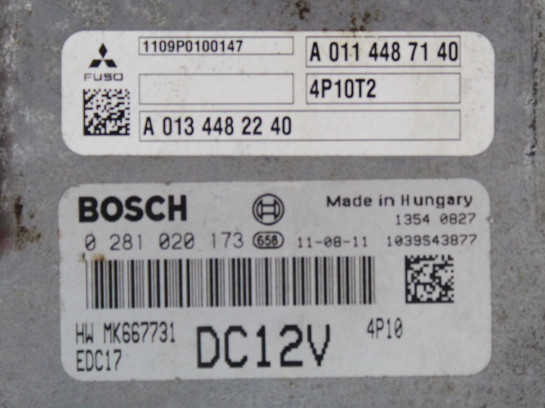 1109P0100147
A 011 448 71 40
FUSO
4P10T2
A 013 448 22 40
BOSCH
Made in Hungary
1354 0827
0 281 020 173 658 11-08-11 1039S43877
HW MK667731
EDC17
DC12V
4P10